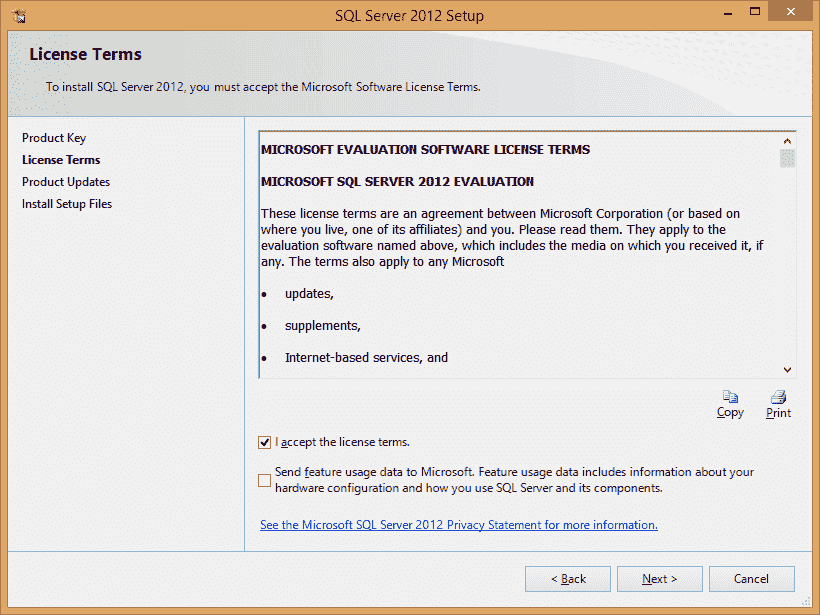 SQL Server 2012 Setup
License Terms
To install SQL Server 2012, you must accept the Microsoft Software License Terms.
Product Key
License Terms
Product Updates
Install Setup Files
MICROSOFT EVALUATION SOFTWARE LICENSE TERMS
MICROSOFT SQL SERVER 2012 EVALUATION
These license terms are an agreement between Microsoft Corporation (or based on
where you live, one of its affiliates) and you. Please read them. They apply to the
evaluation software named above, which includes the media on which you received it, if
any. The terms also apply to any Microsoft
• updates,
• supplements,
• Internet-based services, and
Copy Print
I accept the license terms.
Send feature usage data to Microsoft. Feature usage data includes information about your
hardware configuration and how you use SQL Server and its components.
See the Microsoft SQL Server 2012 Privacy Statement for more information.
< Back Next > Cancel